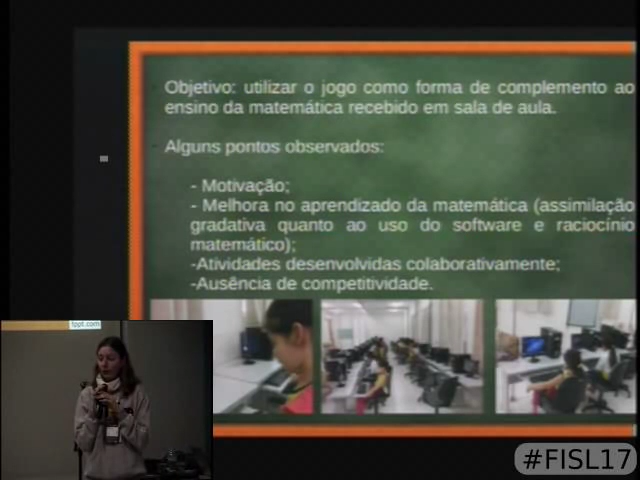 Objetivo: utilizar o jogo como forma de complemento ao
ensino da matemática recebido em sala de aula.
Alguns pontos observados:
- Motivação;
- Melhora no aprendizado da matemática (assimilação
gradativa quanto ao uso do software e raciocínio
matemático);
-Atividades desenvolvidas colaborativamente;
-Ausência de competitividade.
fppt.com
#FISL17